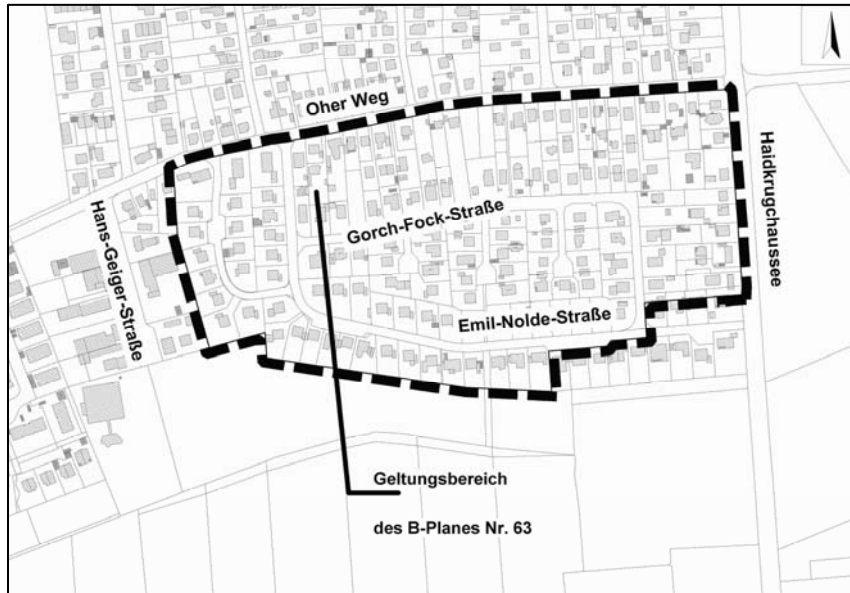 Oher Weg
Haidkrugchaussee
Hans-Geiger-Straße
Gorch-Fock-Straße
Emil-Nolde-Straße
Geltungsbereich
des B-Planes Nr. 63